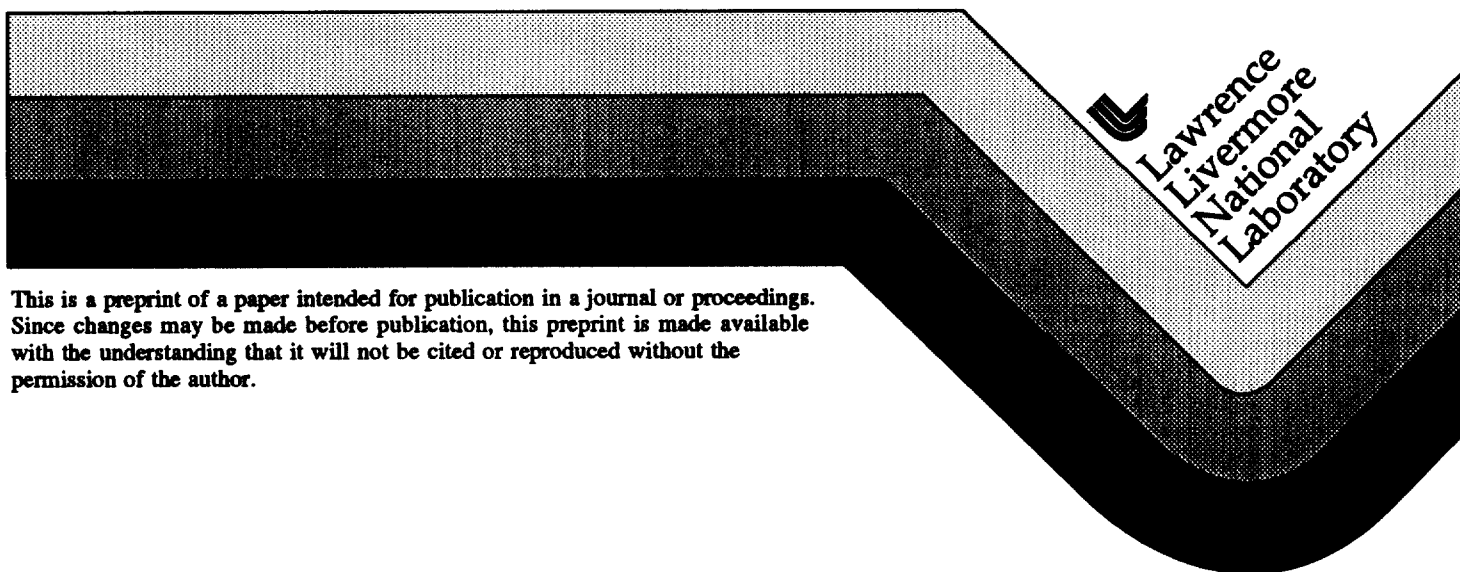 Lawrence
Livermore
National
Laboratory
This is a preprint of a paper intended for publication in a journal or proceedings.
Since changes may be made before publication, this preprint is made available
with the understanding that it will not be cited or reproduced without the
permission of the author.